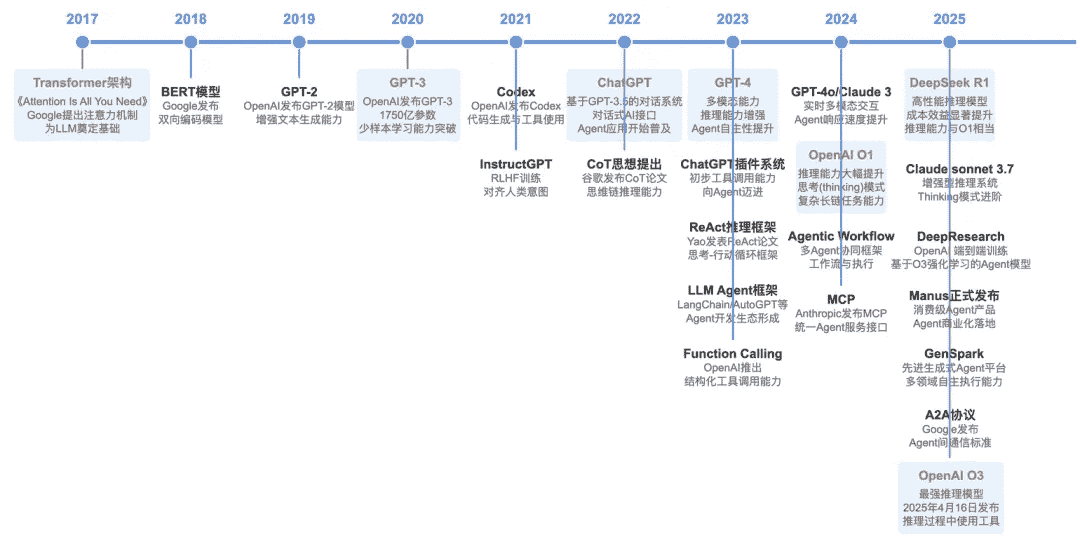 2017
2018
2019
2020
2021
2022
2023
2024
2025
Transformer架构
《Attention Is All You Need》
Google提出注意力机制
为LLM奠定基础
BERT模型
Google发布
双向编码模型
GPT-2
OpenAI发布GPT-2模型
增强文本生成能力
GPT-3
OpenAI发布GPT-3
1750亿参数
少样本学习能力突破
Codex
OpenAI发布Codex
代码生成与工具使用
InstructGPT
RLHF训练
对齐人类意图
ChatGPT
基于GPT-3.5的对话系统
对话式AI接口
Agent应用开始普及
CoT思想提出
谷歌发布CoT论文
思维链推理能力
GPT-4
多模态能力
推理能力增强
Agent自主性提升
ChatGPT插件系统
初步工具调用能力
向Agent迈进
ReAct推理框架
Yao发表ReAct论文
思考-行动循环框架
LLM Agent框架
LangChain/AutoGPT等
Agent开发生态形成
Function Calling
OpenAI推出
结构化工具调用能力
GPT-4o/Claude 3
实时多模态交互
Agent响应速度提升
OpenAI O1
推理能力大幅提升
思考(thinking)模式
复杂长链任务能力
Agentic Workflow
多Agent协同框架
工作流与执行
MCP
Anthropic发布MCP
统一Agent服务接口
DeepSeek R1
高性能推理模型
成本效益显著提升
推理能力与O1相当
Claude sonnet 3.7
增强型推理系统
Thinking模式进阶
DeepResearch
OpenAI 端到端训练
基于O3强化学习的Agent模型
Manus正式发布
消费级Agent产品
Agent商业化落地
GenSpark
先进生成式Agent平台
多领域自主执行能力
A2A协议
Google发布
Agent间通信标准
OpenAI O3
最强推理模型
2025年4月16日发布
推理过程中使用工具